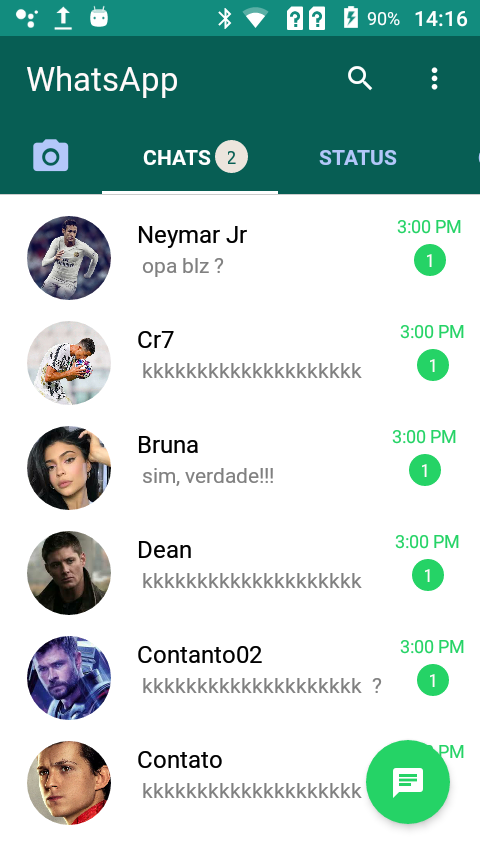 90% 14:16
WhatsApp
CHATS 2 STATUS
Neymar Jr 3:00 PM
opa blz ? 1
Cr7 3:00 PM
kkkkkkkkkkkkkkkkkkkk 1
Bruna 3:00 PM
sim, verdade!!! 1
Dean 3:00 PM
kkkkkkkkkkkkkkkkkkkk 1
Contanto02 3:00 PM
kkkkkkkkkkkkkkkkkkkk ? 1
Contato PM
kkkkkkkkkkkkkkkkkkkk